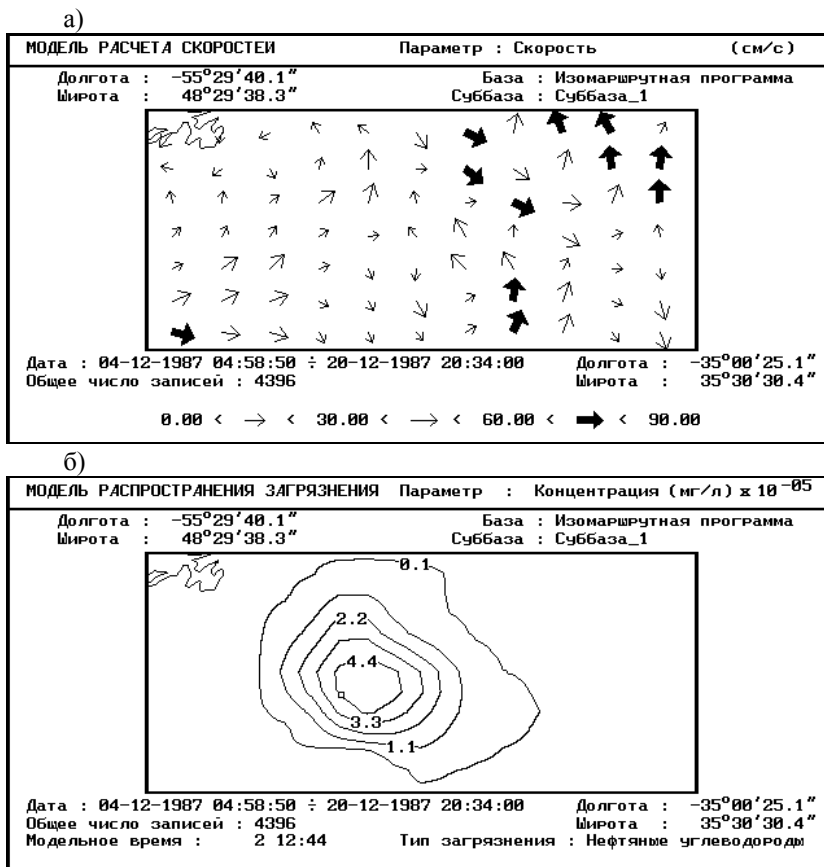 а)
МОДЕЛЬ РАСЧЕТА СКОРОСТЕЙ Параметр : Скорость (см/с)
Долгота : -55°29'40.1" База : Изомаршрутная программа
Широта : 48°29'38.3" Суббаза : Суббаза_1
Дата : 04-12-1987 04:58:50 ÷ 20-12-1987 20:34:00 Долгота : -35°00'25.1"
Общее число записей : 4396 Широта : 35°30'30.4"
0.00 < → < 30.00 < → < 60.00 < → < 90.00
б)
МОДЕЛЬ РАСПРОСТРАНЕНИЯ ЗАГРЯЗНЕНИЯ Параметр : Концентрация (мг/л) x 10⁻⁰⁵
Долгота : -55°29'40.1" База : Изомаршрутная программа
Широта : 48°29'38.3" Суббаза : Суббаза_1
0.1
2.2
4.4
3.3
1.1
Дата : 04-12-1987 04:58:50 ÷ 20-12-1987 20:34:00 Долгота : -35°00'25.1"
Общее число записей : 4396 Широта : 35°30'30.4"
Модельное время : 2 12:44 Тип загрязнения : Нефтяные углеводороды